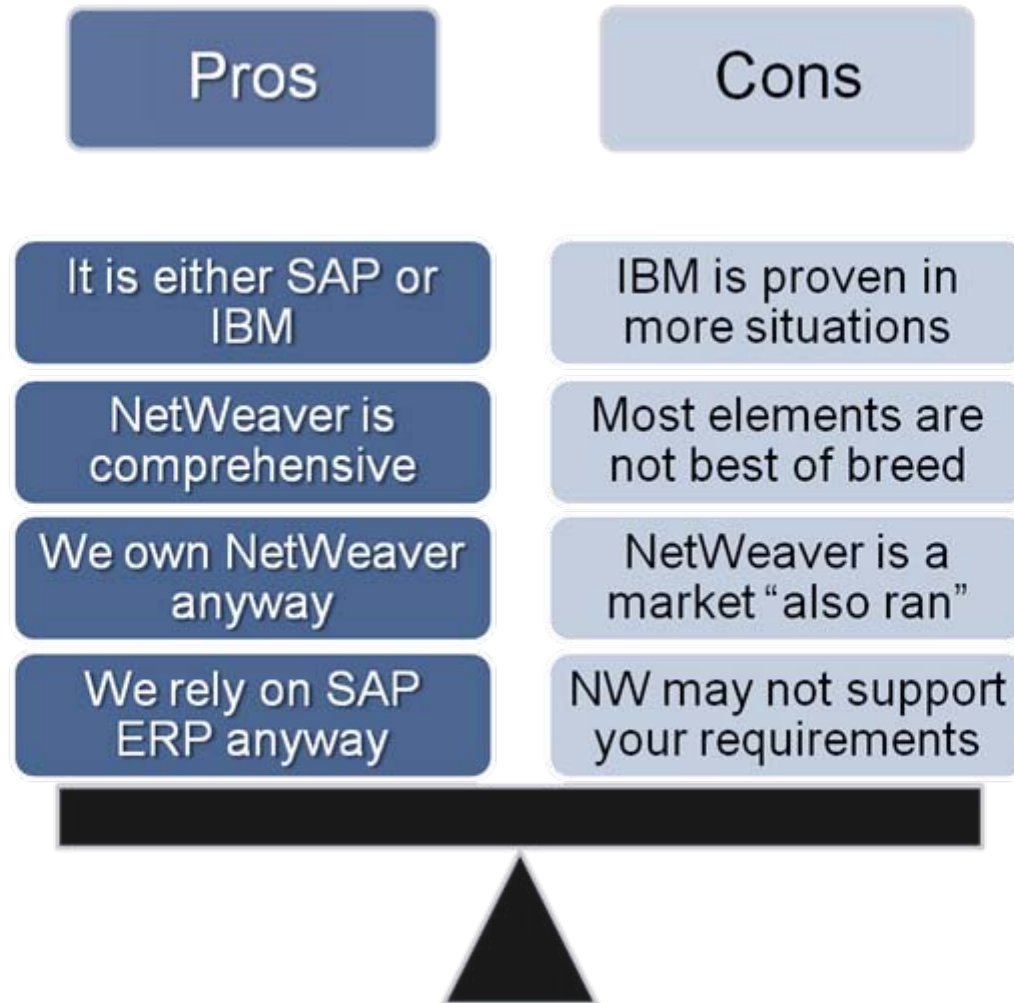 Pros
Cons
It is either SAP or
IBM
NetWeaver is
comprehensive
We own NetWeaver
anyway
We rely on SAP
ERP anyway
IBM is proven in
more situations
Most elements are
not best of breed
NetWeaver is a
market “also ran”
NW may not support
your requirements